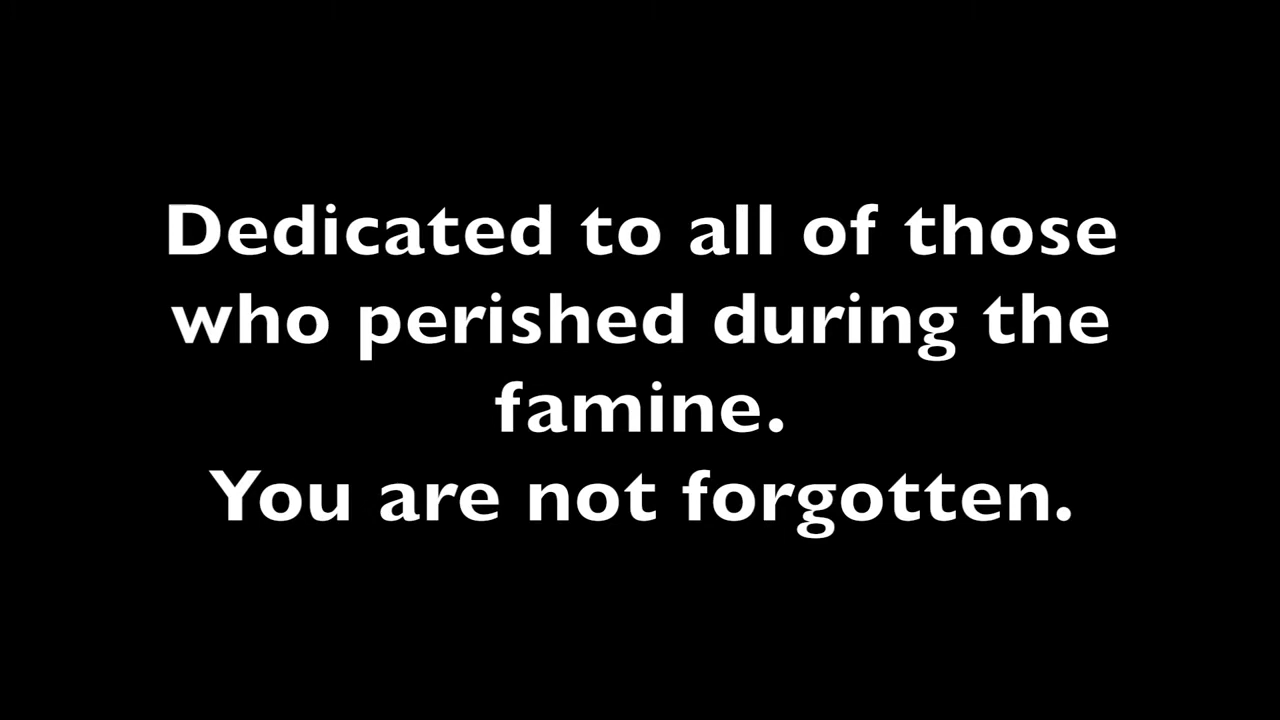 Dedicated to all of those
who perished during the
famine.
You are not forgotten.